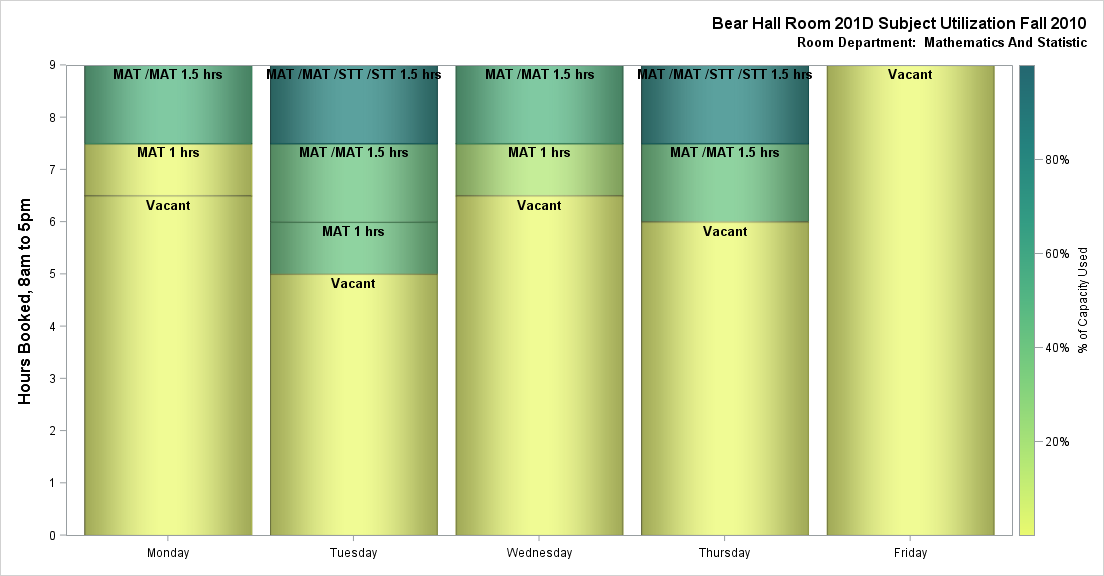 Bear Hall Room 201D Subject Utilization Fall 2010
Room Department:  Mathematics And Statistic
Hours Booked, 8am to 5pm
9
8
7
6
5
4
3
2
1
0
MAT /MAT 1.5 hrs
MAT 1 hrs
Vacant
MAT /MAT /STT /STT 1.5 hrs
MAT /MAT 1.5 hrs
MAT 1 hrs
Vacant
MAT /MAT 1.5 hrs
MAT 1 hrs
Vacant
MAT /MAT /STT /STT 1.5 hrs
MAT /MAT 1.5 hrs
Vacant
Vacant
Monday
Tuesday
Wednesday
Thursday
Friday
80%
60%
40%
20%
% of Capacity Used